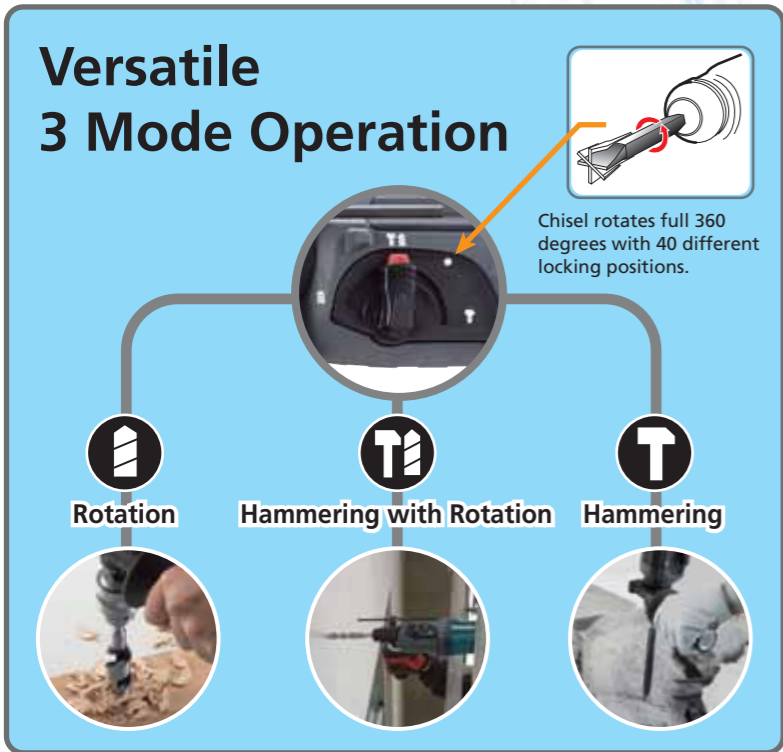 Versatile
3 Mode Operation
Chisel rotates full 360
degrees with 40 different
locking positions.
Rotation
Hammering with Rotation
Hammering